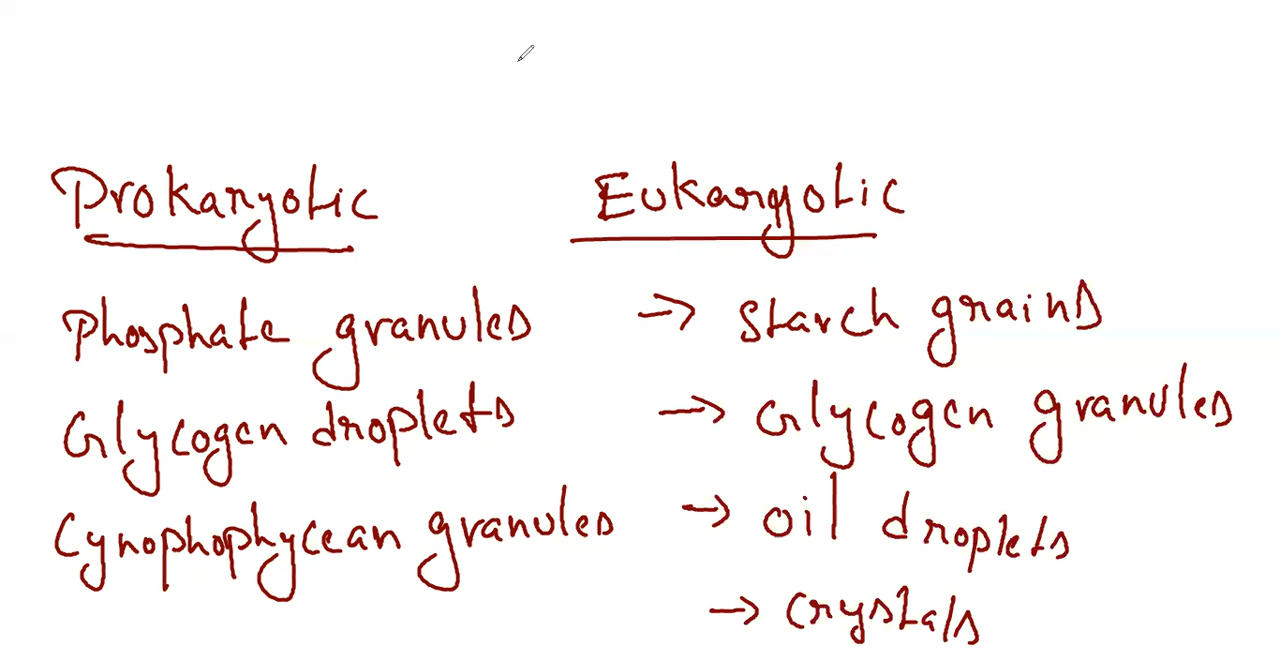 Prokaryotic Eukaryotic
Phosphate granules → Starch grains
Glycogen droplets → Glycogen granules
Cynophophycean granules → oil droplets
→ Crystals